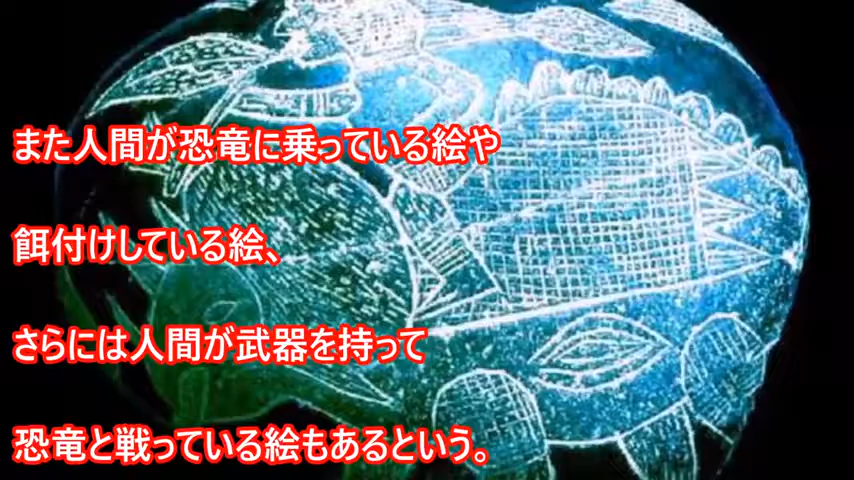 また人間が恐竜に乗っている絵や
餌付けしている絵、
さらには人間が武器を持って
恐竜と戦っている絵もあるという。